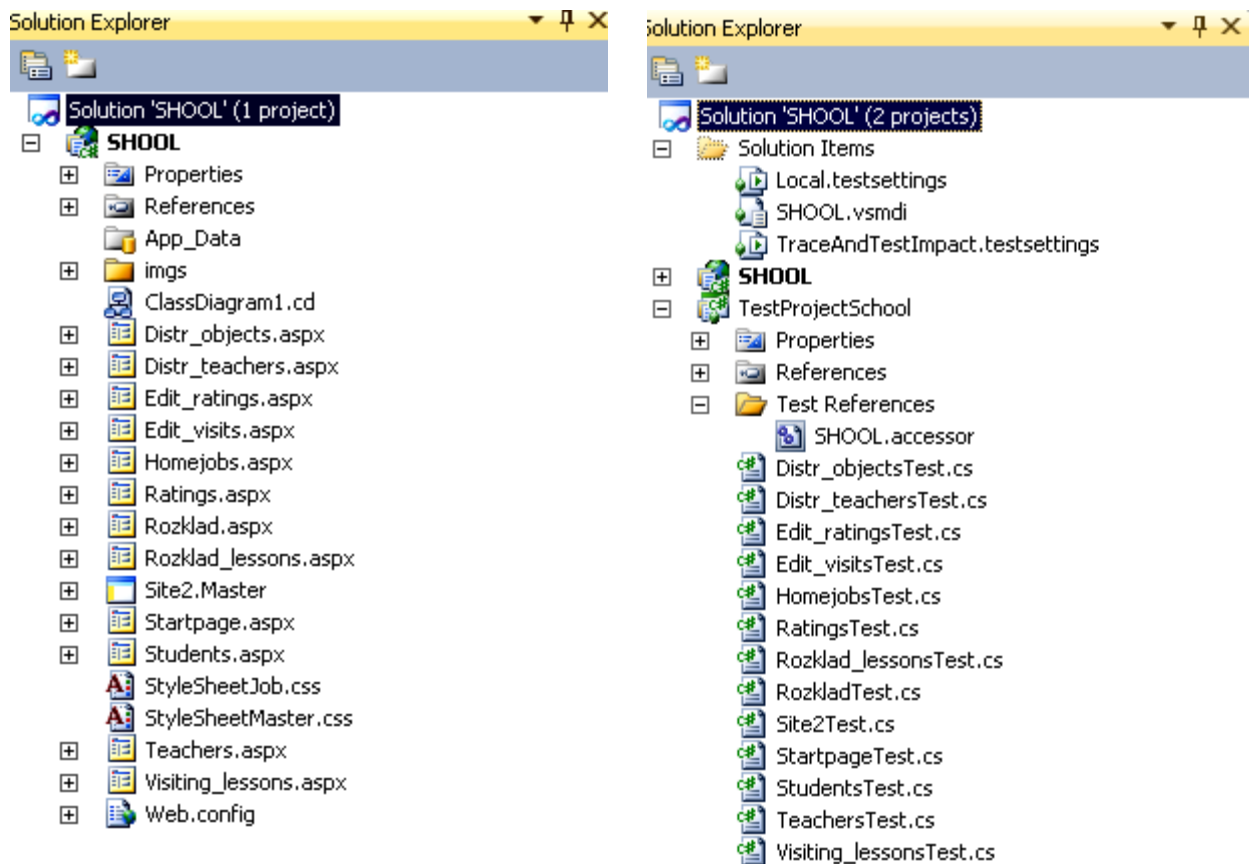 Solution Explorer
Solution 'SHOOL' (1 project)
SHOOL
Properties
References
App_Data
imgs
ClassDiagram1.cd
Distr_objects.aspx
Distr_teachers.aspx
Edit_ratings.aspx
Edit_visits.aspx
Homejobs.aspx
Ratings.aspx
Rozklad.aspx
Rozklad_lessons.aspx
Site2.Master
Startpage.aspx
Students.aspx
StyleSheetJob.css
StyleSheetMaster.css
Teachers.aspx
Visiting_lessons.aspx
Web.config
Solution Explorer
Solution 'SHOOL' (2 projects)
Solution Items
Local.testsettings
SHOOL.vsmdi
TraceAndTestImpact.testsettings
SHOOL
TestProjectSchool
Properties
References
Test References
SHOOL.accessor
Distr_objectsTest.cs
Distr_teachersTest.cs
Edit_ratingsTest.cs
Edit_visitsTest.cs
HomejobsTest.cs
RatingsTest.cs
Rozklad_lessonsTest.cs
RozkladTest.cs
Site2Test.cs
StartpageTest.cs
StudentsTest.cs
TeachersTest.cs
Visiting_lessonsTest.cs